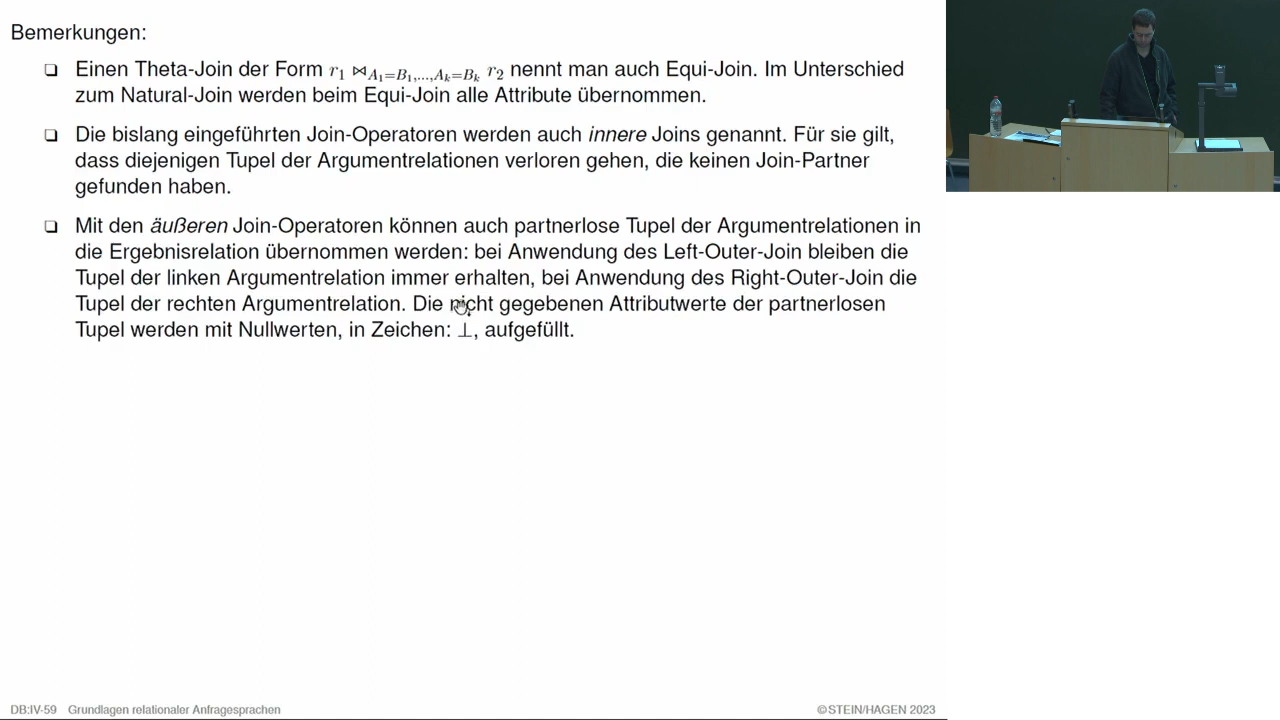 Bemerkungen:
❑ Einen Theta-Join der Form r₁ ⋈_{A₁=B₁,...,Aₖ=Bₖ} r₂ nennt man auch Equi-Join. Im Unterschied
zum Natural-Join werden beim Equi-Join alle Attribute übernommen.
❑ Die bislang eingeführten Join-Operatoren werden auch innere Joins genannt. Für sie gilt,
dass diejenigen Tupel der Argumentrelationen verloren gehen, die keinen Join-Partner
gefunden haben.
❑ Mit den äußeren Join-Operatoren können auch partnerlose Tupel der Argumentrelationen in
die Ergebnisrelation übernommen werden: bei Anwendung des Left-Outer-Join bleiben die
Tupel der linken Argumentrelation immer erhalten, bei Anwendung des Right-Outer-Join die
Tupel der rechten Argumentrelation. Die nicht gegebenen Attributwerte der partnerlosen
Tupel werden mit Nullwerten, in Zeichen: ⊥, aufgefüllt.
DB:IV-59 Grundlagen relationaler Anfragesprachen ©STEIN/HAGEN 2023